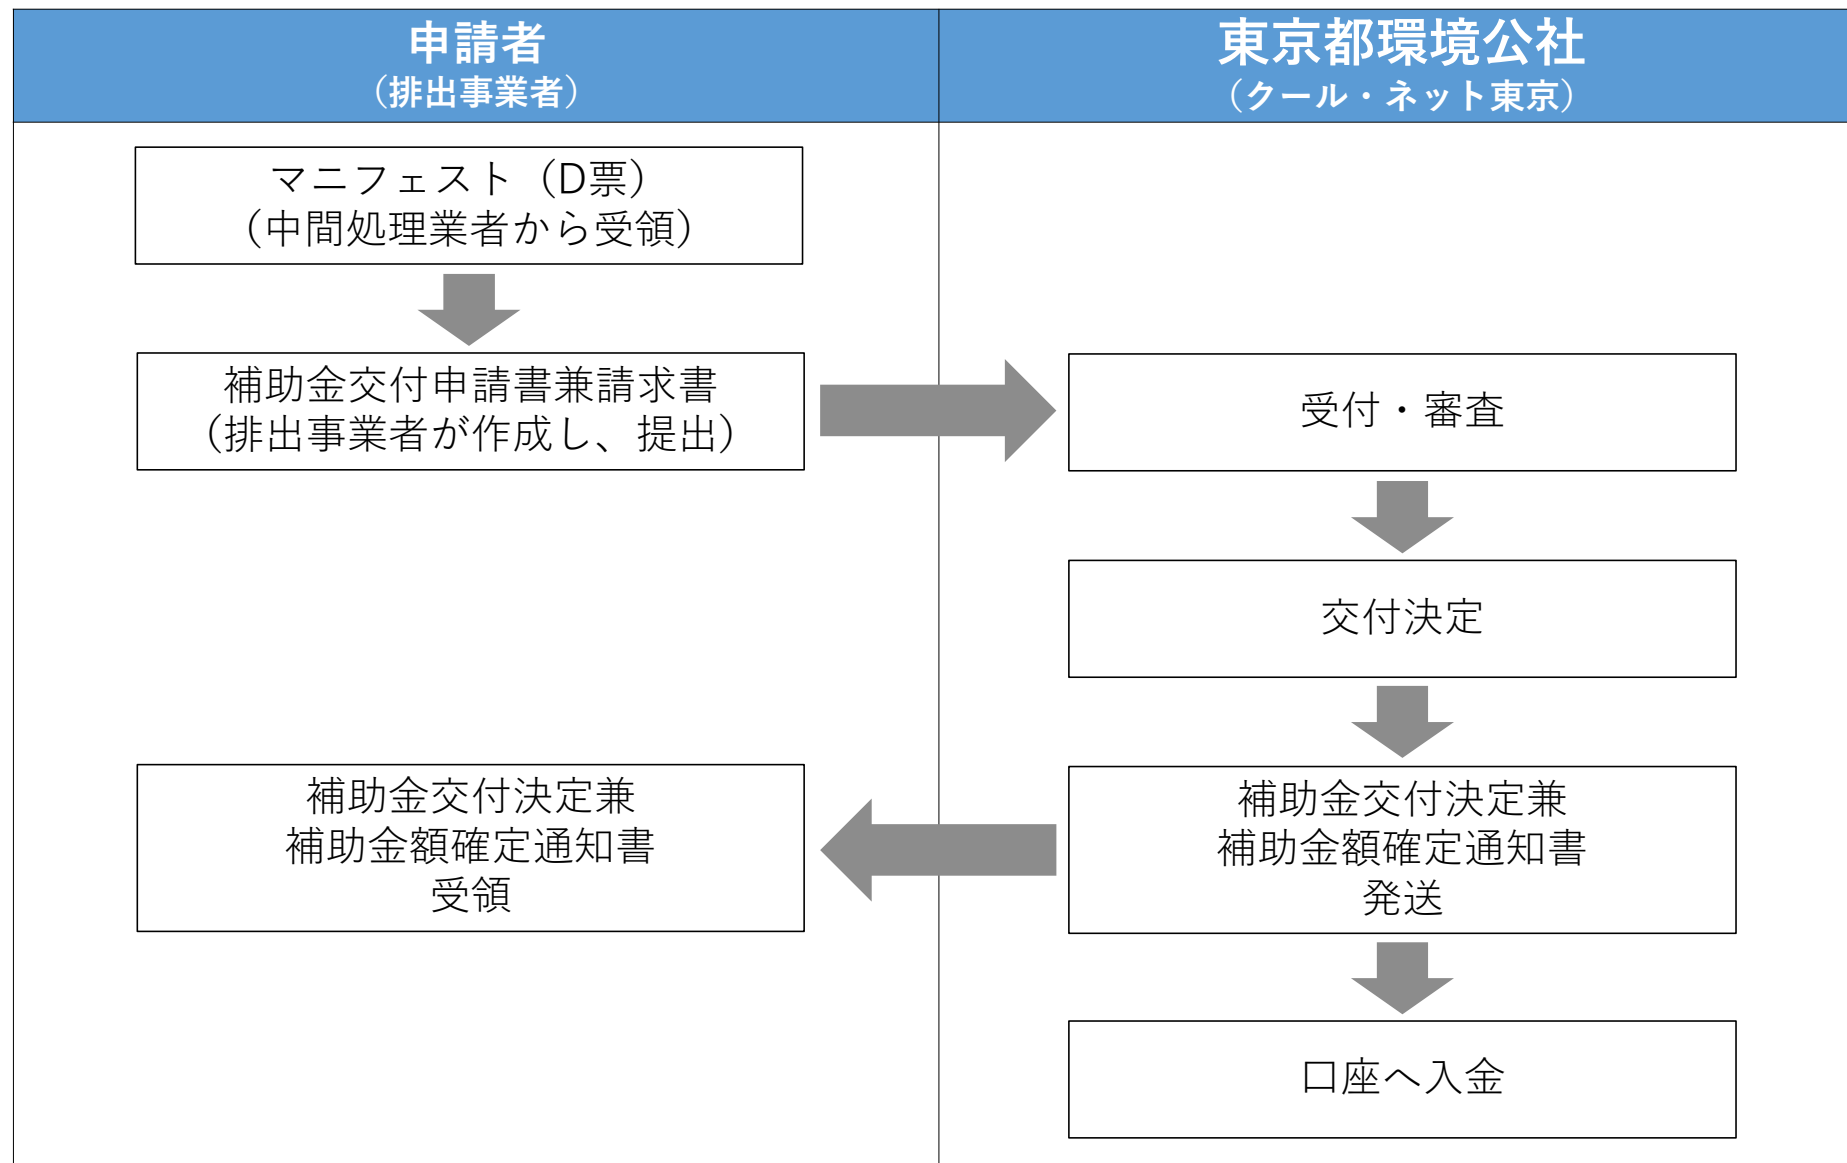 申請者
（排出事業者）
東京都環境公社
（クール・ネット東京）
マニフェスト（D票）
（中間処理業者から受領）
補助金交付申請書兼請求書
（排出事業者が作成し、提出）
受付・審査
交付決定
補助金交付決定兼
補助金額確定通知書
受領
補助金交付決定兼
補助金額確定通知書
発送
口座へ入金